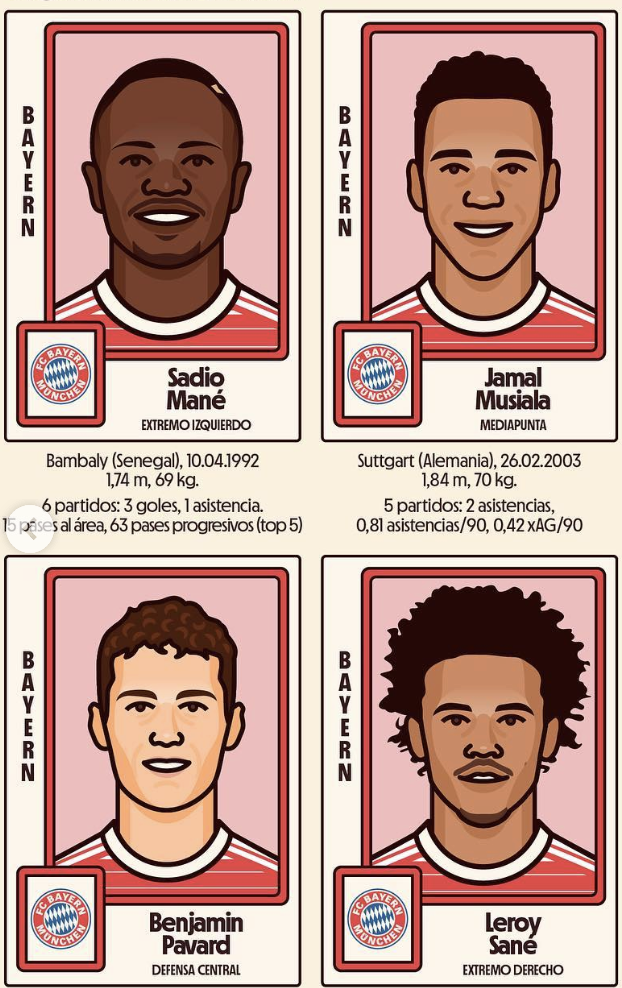 BAYERN
Sadio
Mané
EXTREMO IZQUIERDO
FC BAYERN
MÜNCHEN
Bambaly (Senegal), 10.04.1992
1,74 m, 69 kg.
6 partidos: 3 goles, 1 asistencia.
15 pases al área, 63 pases progresivos (top 5)
BAYERN
Jamal
Musiala
MEDIAPUNTA
FC BAYERN
MÜNCHEN
Suttgart (Alemania), 26.02.2003
1,84 m, 70 kg.
5 partidos: 2 asistencias,
0,81 asistencias/90, 0,42 xAG/90
BAYERN
Benjamin
Pavard
DEFENSA CENTRAL
FC BAYERN
MÜNCHEN
BAYERN
Leroy
Sané
EXTREMO DERECHO
FC BAYERN
MÜNCHEN